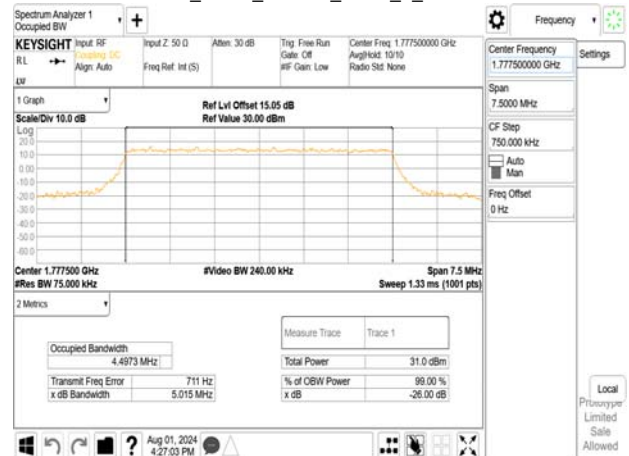 Spectrum Analyzer 1
Occupied BW
Frequency
KEYSIGHT
Input: RF
Coupling: DC
Align: Auto
Input Z: 50 Ω
Freq Ref: Int (S)
Atten: 30 dB
Trig: Free Run
Gate: Off
#IF Gain: Low
Center Freq: 1.777500000 GHz
Avg|Hold: 10/10
Radio Std: None
RL
Center Frequency
1.777500000 GHz
Settings
Span
7.5000 MHz
CF Step
750.000 kHz
Auto
Man
Freq Offset
0 Hz
1 Graph
Scale/Div 10.0 dB
Ref Lvl Offset 15.05 dB
Ref Value 30.00 dBm
Log
20.0
10.0
0.00
-10.0
-20.0
-30.0
-40.0
-50.0
-60.0
Center 1.777500 GHz
#Video BW 240.00 kHz
Span 7.5 MHz
#Res BW 75.000 kHz
Sweep 1.33 ms (1001 pts)
2 Metrics
Measure Trace Trace 1
Occupied Bandwidth
4.4973 MHz
Total Power 31.0 dBm
Transmit Freq Error 711 Hz
% of OBW Power 99.00 %
x dB Bandwidth 5.015 MHz
x dB -26.00 dB
Local
Prototype
Limited
Sale
Allowed
Aug 01, 2024
4:27:03 PM